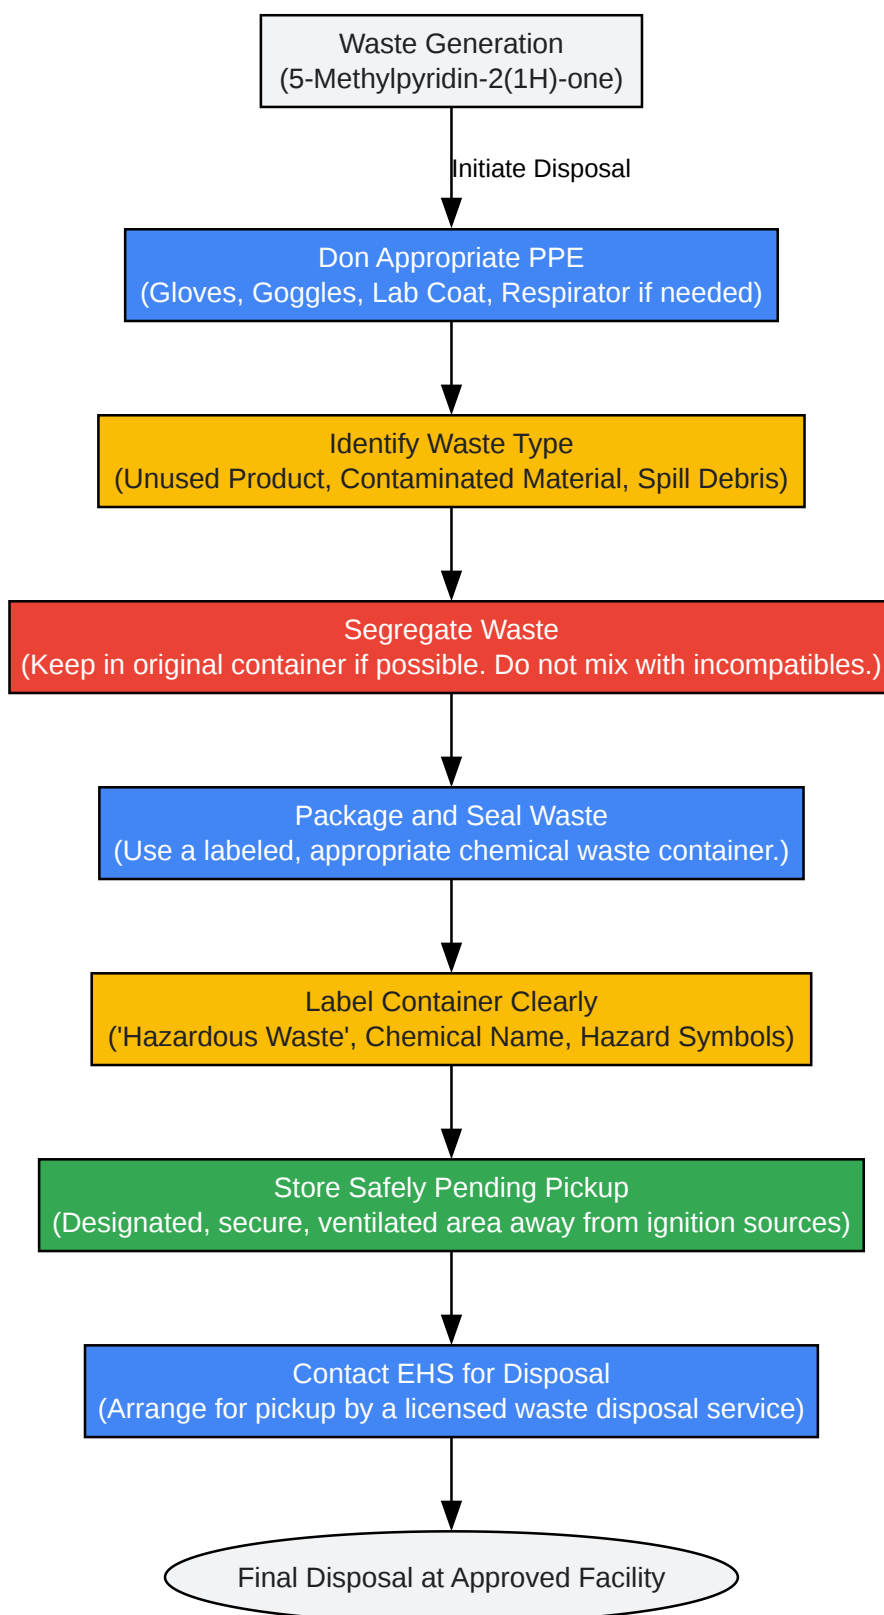 Waste Generation
(5-Methylpyridin-2(1H)-one)
Initiate Disposal
Don Appropriate PPE
(Gloves, Goggles, Lab Coat, Respirator if needed)
Identify Waste Type
(Unused Product, Contaminated Material, Spill Debris)
Segregate Waste
(Keep in original container if possible. Do not mix with incompatibles.)
Package and Seal Waste
(Use a labeled, appropriate chemical waste container.)
Label Container Clearly
('Hazardous Waste', Chemical Name, Hazard Symbols)
Store Safely Pending Pickup
(Designated, secure, ventilated area away from ignition sources)
Contact EHS for Disposal
(Arrange for pickup by a licensed waste disposal service)
Final Disposal at Approved Facility